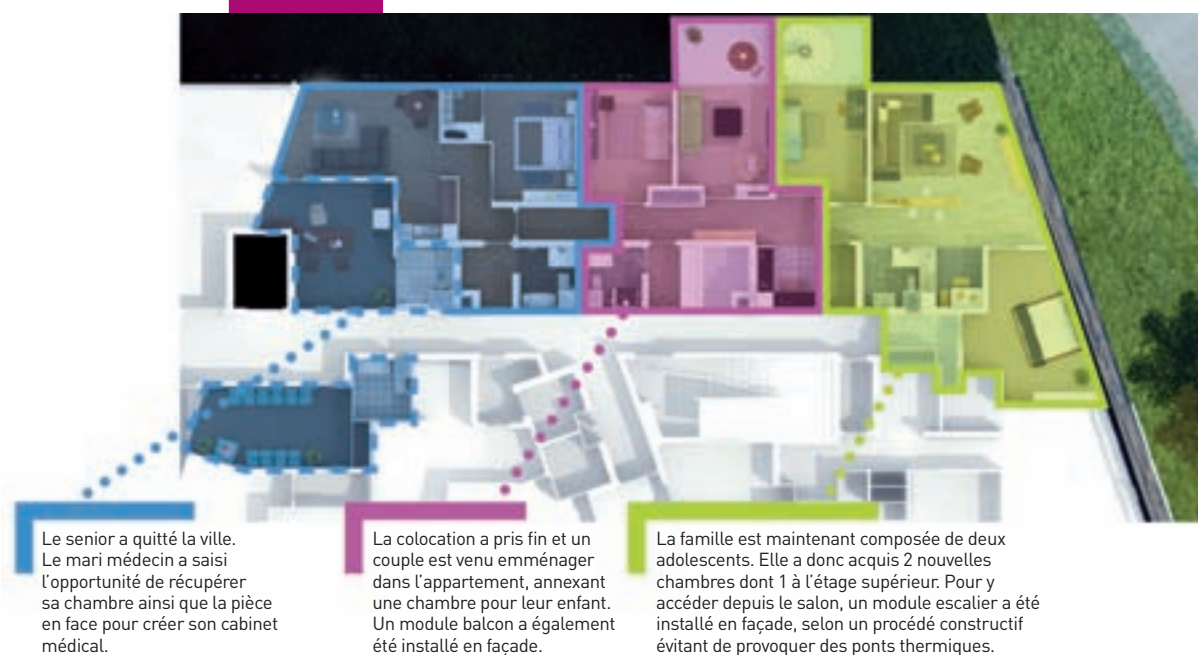 Le senior a quitté la ville.
Le mari médecin a saisi
l’opportunité de récupérer
sa chambre ainsi que la pièce
en face pour créer son cabinet
médical.
La colocation a pris fin et un
couple est venu emménager
dans l’appartement, annexant
une chambre pour leur enfant.
Un module balcon a également
été installé en façade.
La famille est maintenant composée de deux
adolescents. Elle a donc acquis 2 nouvelles
chambres dont 1 à l’étage supérieur. Pour y
accéder depuis le salon, un module escalier a été
installé en façade, selon un procédé constructif
évitant de provoquer des ponts thermiques.